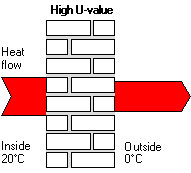 High U-value
Heat
flow
Inside
20°C
Outside
0°C